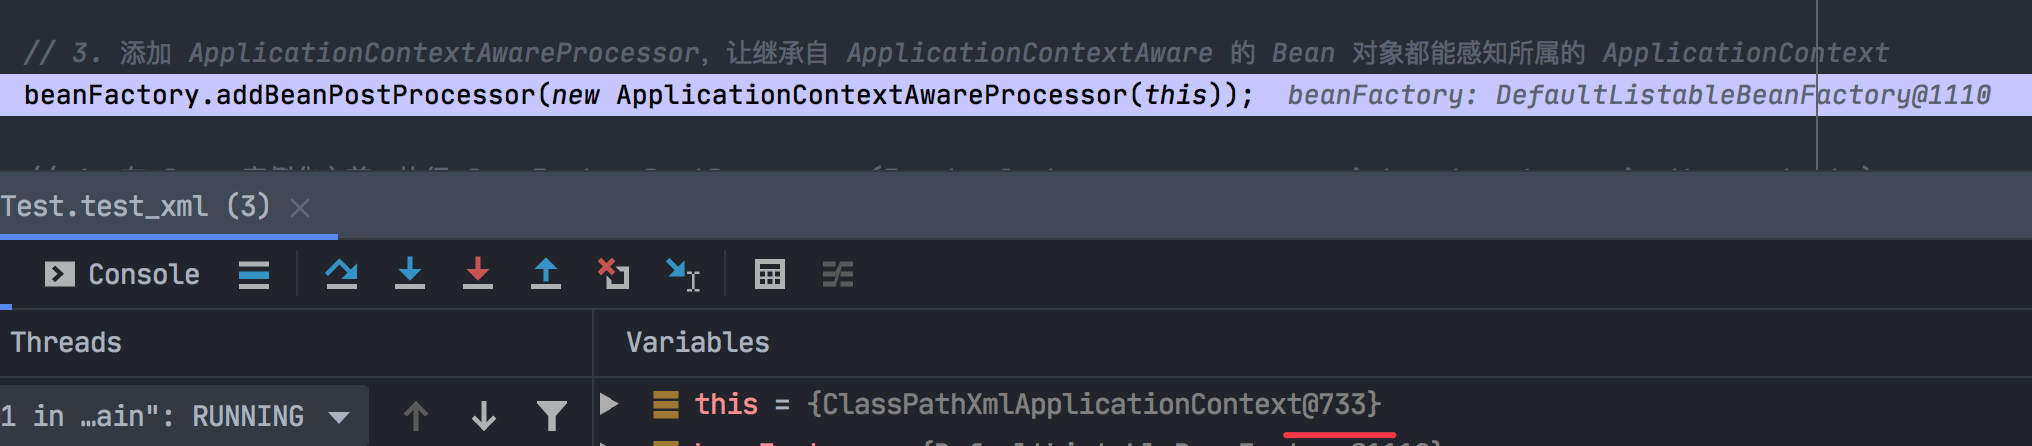 // 3. 添加 ApplicationContextAwareProcessor，让继承自 ApplicationContextAware 的 Bean 对象都能感知所属的 ApplicationContext
beanFactory.addBeanPostProcessor(new ApplicationContextAwareProcessor(this)); beanFactory: DefaultListableBeanFactory@1110
Test.test_xml (3)
Console
Threads
Variables
1 in …ain": RUNNING
this = {ClassPathXmlApplicationContext@733}